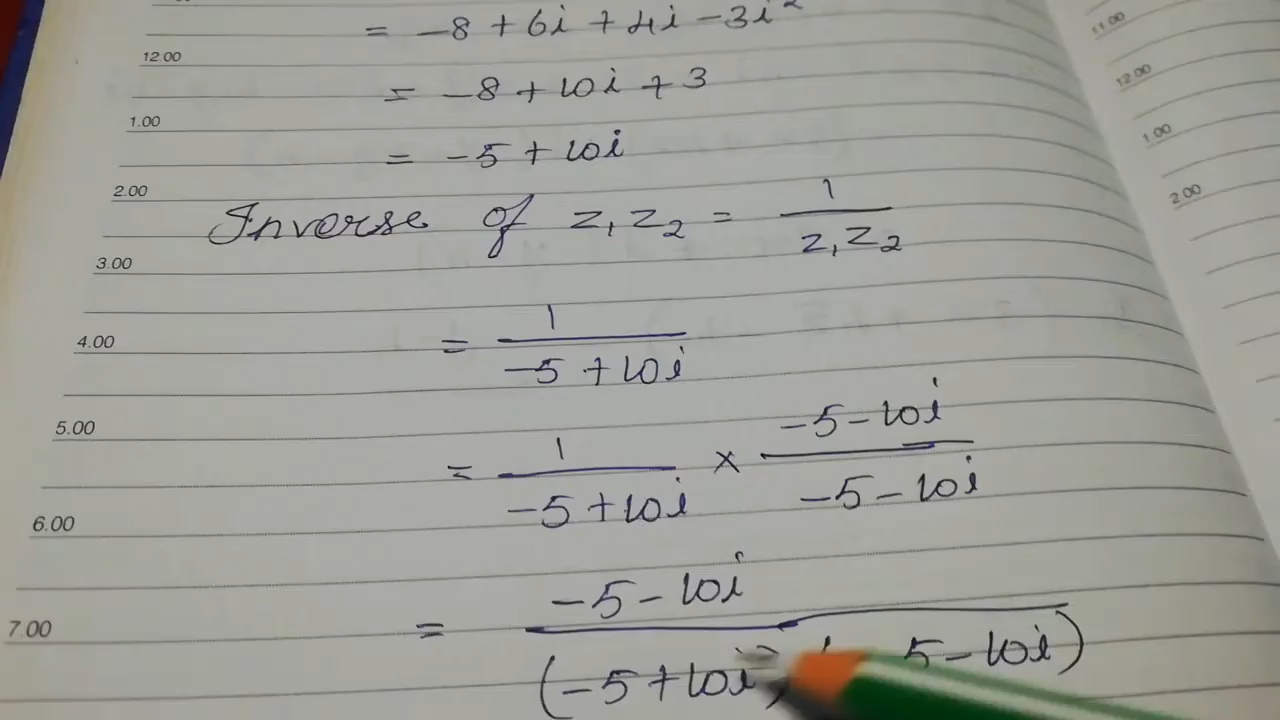 = -8 + 6i + 4i - 3i²
12.00
= -8 + 10i + 3
1.00
= -5 + 10i
2.00
Inverse of z₁z₂ = 1 / z₁z₂
3.00
= 1 / -5 + 10i
4.00
5.00
= 1 / -5 + 10i × -5 - 10i / -5 - 10i
6.00
= -5 - 10i / (-5 + 10i) (-5 - 10i)
7.00
11.00
12.00
1.00
2.00